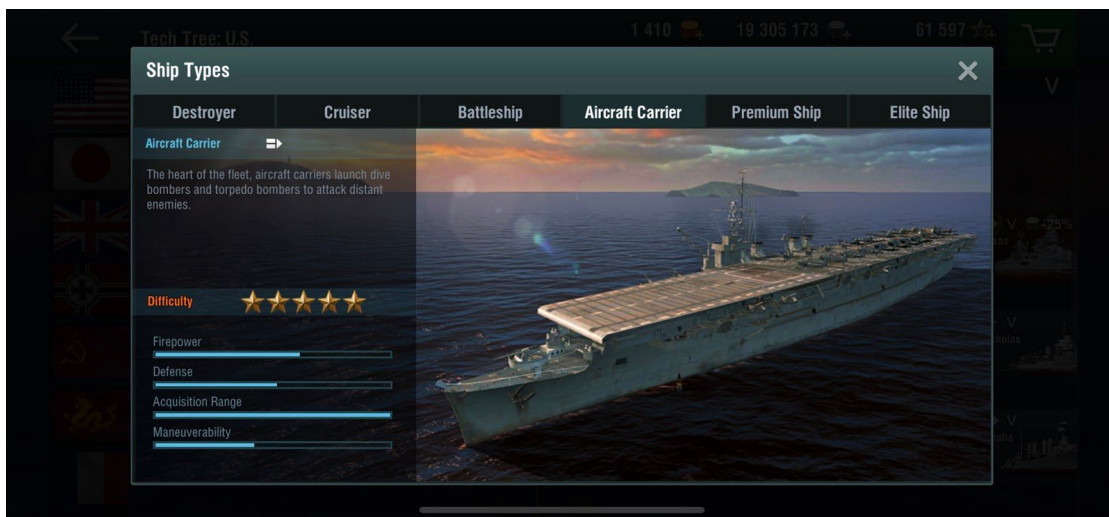 Tech Tree: U.S.
1 410
19 305 173
61 597
Ship Types
Destroyer
Cruiser
Battleship
Aircraft Carrier
Premium Ship
Elite Ship
V
Aircraft Carrier
The heart of the fleet, aircraft carriers launch dive
bombers and torpedo bombers to attack distant
enemies.
Difficulty
Firepower
Defense
Acquisition Range
Maneuverability
V +25%
V
V